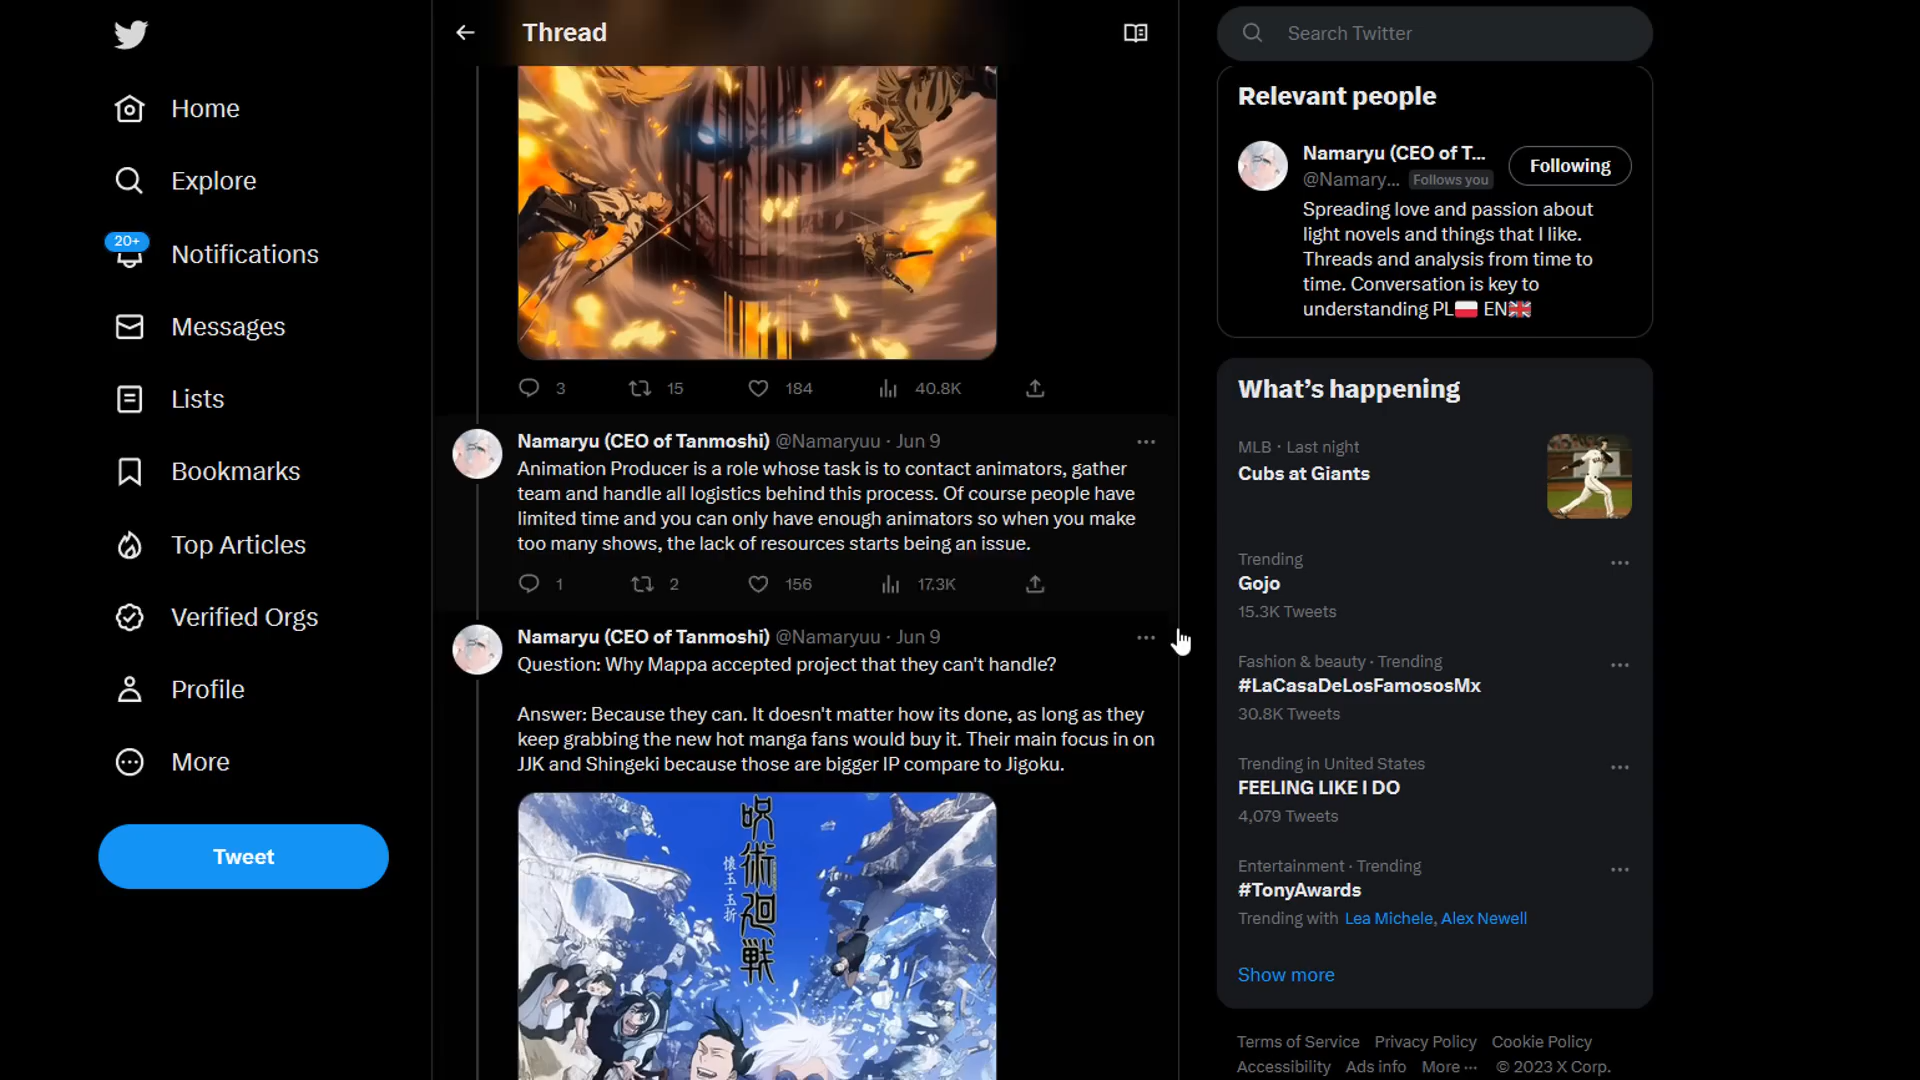 Home
Explore
20+
Notifications
Messages
Lists
Bookmarks
Top Articles
Verified Orgs
Profile
More
Tweet
Thread
3
15
184
40.8K
Namaryu (CEO of Tanmoshi) @Namaryuu · Jun 9
Animation Producer is a role whose task is to contact animators, gather
team and handle all logistics behind this process. Of course people have
limited time and you can only have enough animators so when you make
too many shows, the lack of resources starts being an issue.
1
2
156
17.3K
Namaryu (CEO of Tanmoshi) @Namaryuu · Jun 9
Question: Why Mappa accepted project that they can't handle?
Answer: Because they can. It doesn't matter how its done, as long as they
keep grabbing the new hot manga fans would buy it. Their main focus in on
JJK and Shingeki because those are bigger IP compare to Jigoku.
呪術廻戦
懐玉・玉折
Search Twitter
Relevant people
Namaryu (CEO of T...
@Namary... Follows you
Following
Spreading love and passion about
light novels and things that I like.
Threads and analysis from time to
time. Conversation is key to
understanding PL🇵🇱 EN🇬🇧
What's happening
MLB · Last night
Cubs at Giants
Trending
Gojo
15.3K Tweets
Fashion & beauty · Trending
#LaCasaDeLosFamososMx
30.8K Tweets
Trending in United States
FEELING LIKE I DO
4,079 Tweets
Entertainment · Trending
#TonyAwards
Trending with Lea Michele, Alex Newell
Show more
Terms of Service Privacy Policy Cookie Policy
Accessibility Ads info More ··· © 2023 X Corp.